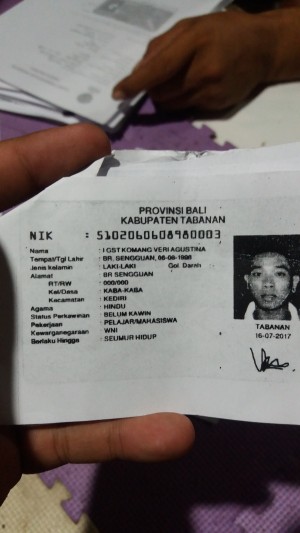 PROVINSI BALI
KABUPATEN TABANAN
NIK : 5102060608980003
Nama : I GST KOMANG VERI AGUSTINA
Tempat/Tgl Lahir : BR. SENGGUAN, 06-08-1998
Jenis kelamin : LAKI-LAKI Gol. Darah
Alamat : BR SENGGUAN
RT/RW : 000/000
Kel/Desa : KABA-KABA
Kecamatan : KEDIRI
Agama : HINDU
Status Perkawinan : BELUM KAWIN
Pekerjaan : PELAJAR/MAHASISWA
Kewarganegaraan : WNI
Berlaku Hingga : SEUMUR HIDUP
TABANAN
16-07-2017